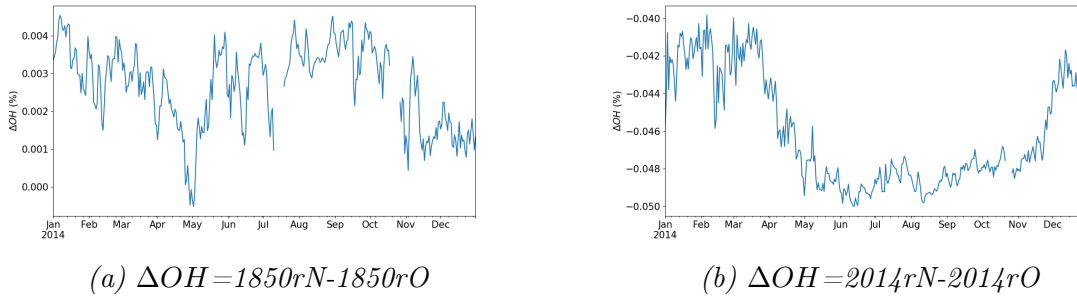 0.004
0.003
0.002
0.001
0.000
ΔOH (%)
Jan Feb Mar Apr May Jun Jul Aug Sep Oct Nov Dec
2014
(a) ΔOH=1850rN-1850rO
−0.040
−0.042
−0.044
−0.046
−0.048
−0.050
ΔOH (%)
Jan Feb Mar Apr May Jun Jul Aug Sep Oct Nov Dec
2014
(b) ΔOH=2014rN-2014rO